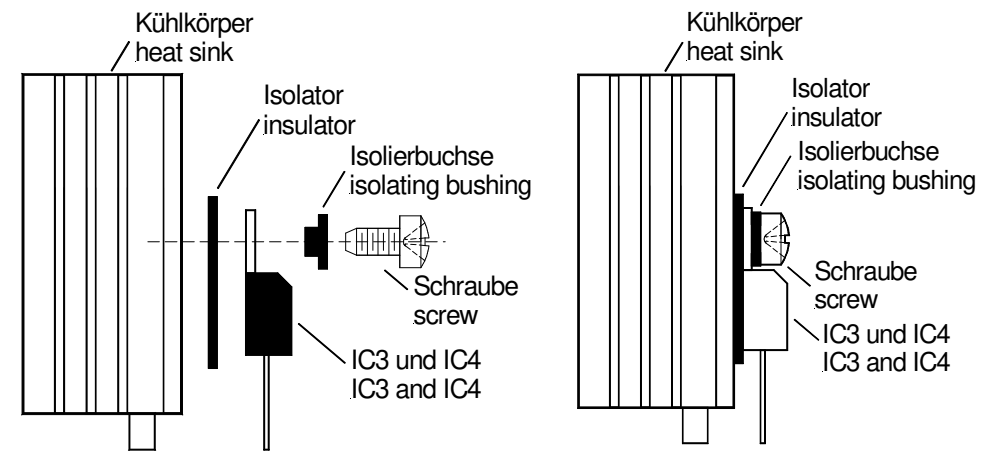 Kühlkörper
heat sink
Isolator
insulator
Isolierbuchse
isolating bushing
Schraube
screw
IC3 und IC4
IC3 and IC4
Kühlkörper
heat sink
Isolator
insulator
Isolierbuchse
isolating bushing
Schraube
screw
IC3 und IC4
IC3 and IC4